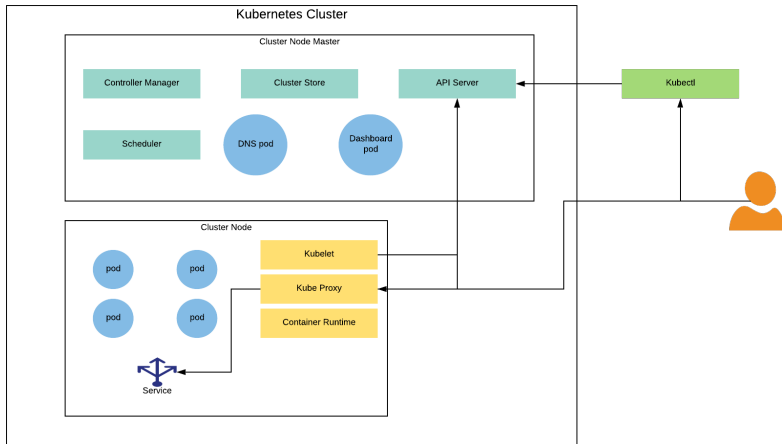 Kubernetes Cluster
Cluster Node Master
Controller Manager
Cluster Store
API Server
Kubectl
Scheduler
DNS pod
Dashboard
pod
Cluster Node
pod
pod
Kubelet
Kube Proxy
pod
pod
Container Runtime
Service